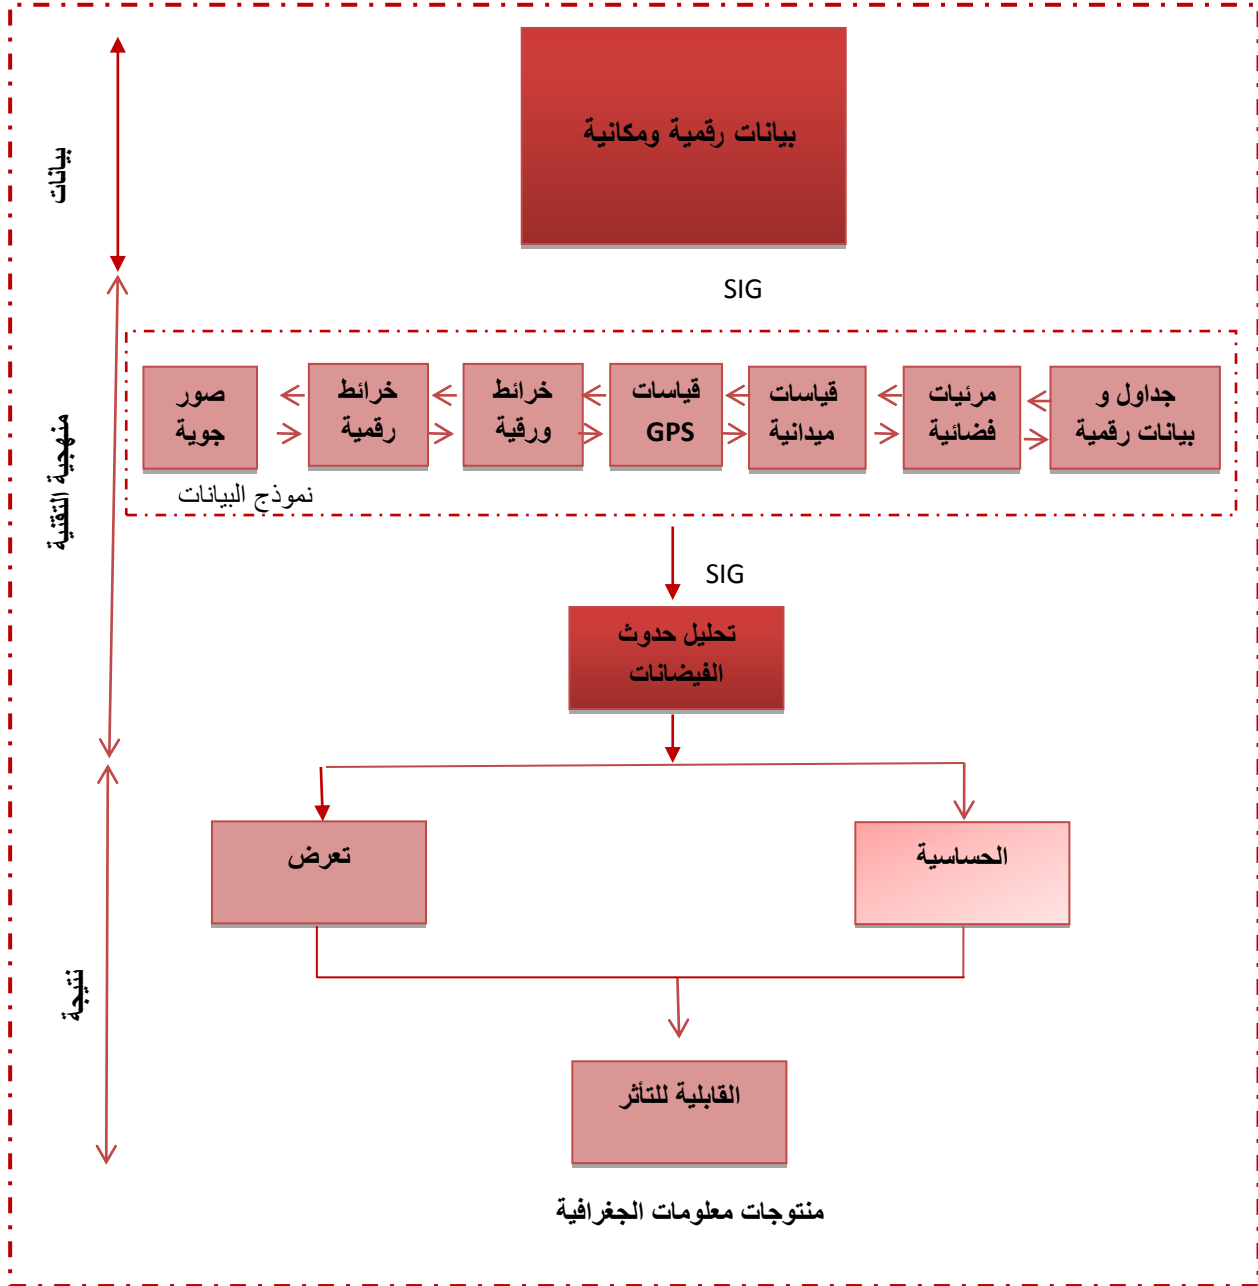 بيانات رقمية ومكانية
بيانات
SIG
جداول و
بيانات رقمية
مرئيات
فضائية
قياسات
ميدانية
قياسات
GPS
خرائط
ورقية
خرائط
رقمية
صور
جوية
نموذج البيانات
منهجية التقنية
SIG
تحليل حدوث
الفيضانات
الحساسية
تعرض
نتيجة
القابلية للتأثر
منتوجات معلومات الجغرافية